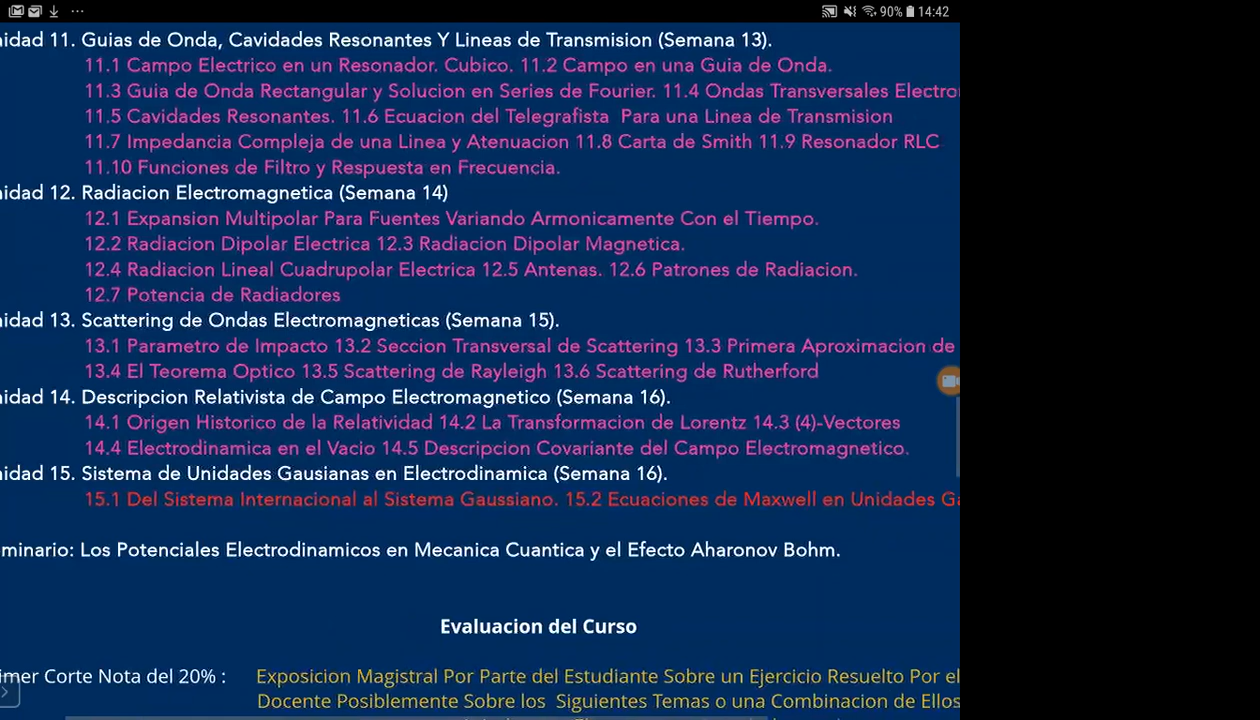 90% 14:42
nidad 11. Guias de Onda, Cavidades Resonantes Y Lineas de Transmision (Semana 13).
11.1 Campo Electrico en un Resonador. Cubico. 11.2 Campo en una Guia de Onda.
11.3 Guia de Onda Rectangular y Solucion en Series de Fourier. 11.4 Ondas Transversales Electro
11.5 Cavidades Resonantes. 11.6 Ecuacion del Telegrafista Para una Linea de Transmision
11.7 Impedancia Compleja de una Linea y Atenuacion 11.8 Carta de Smith 11.9 Resonador RLC
11.10 Funciones de Filtro y Respuesta en Frecuencia.
nidad 12. Radiacion Electromagnetica (Semana 14)
12.1 Expansion Multipolar Para Fuentes Variando Armonicamente Con el Tiempo.
12.2 Radiacion Dipolar Electrica 12.3 Radiacion Dipolar Magnetica.
12.4 Radiacion Lineal Cuadrupolar Electrica 12.5 Antenas. 12.6 Patrones de Radiacion.
12.7 Potencia de Radiadores
nidad 13. Scattering de Ondas Electromagneticas (Semana 15).
13.1 Parametro de Impacto 13.2 Seccion Transversal de Scattering 13.3 Primera Aproximacion de
13.4 El Teorema Optico 13.5 Scattering de Rayleigh 13.6 Scattering de Rutherford
nidad 14. Descripcion Relativista de Campo Electromagnetico (Semana 16).
14.1 Origen Historico de la Relatividad 14.2 La Transformacion de Lorentz 14.3 (4)-Vectores
14.4 Electrodinamica en el Vacio 14.5 Descripcion Covariante del Campo Electromagnetico.
nidad 15. Sistema de Unidades Gausianas en Electrodinamica (Semana 16).
15.1 Del Sistema Internacional al Sistema Gaussiano. 15.2 Ecuaciones de Maxwell en Unidades Ga
minario: Los Potenciales Electrodinamicos en Mecanica Cuantica y el Efecto Aharonov Bohm.
Evaluacion del Curso
imer Corte Nota del 20% : Exposicion Magistral Por Parte del Estudiante Sobre un Ejercicio Resuelto Por el
Docente Posiblemente Sobre los Siguientes Temas o una Combinacion de Ellos